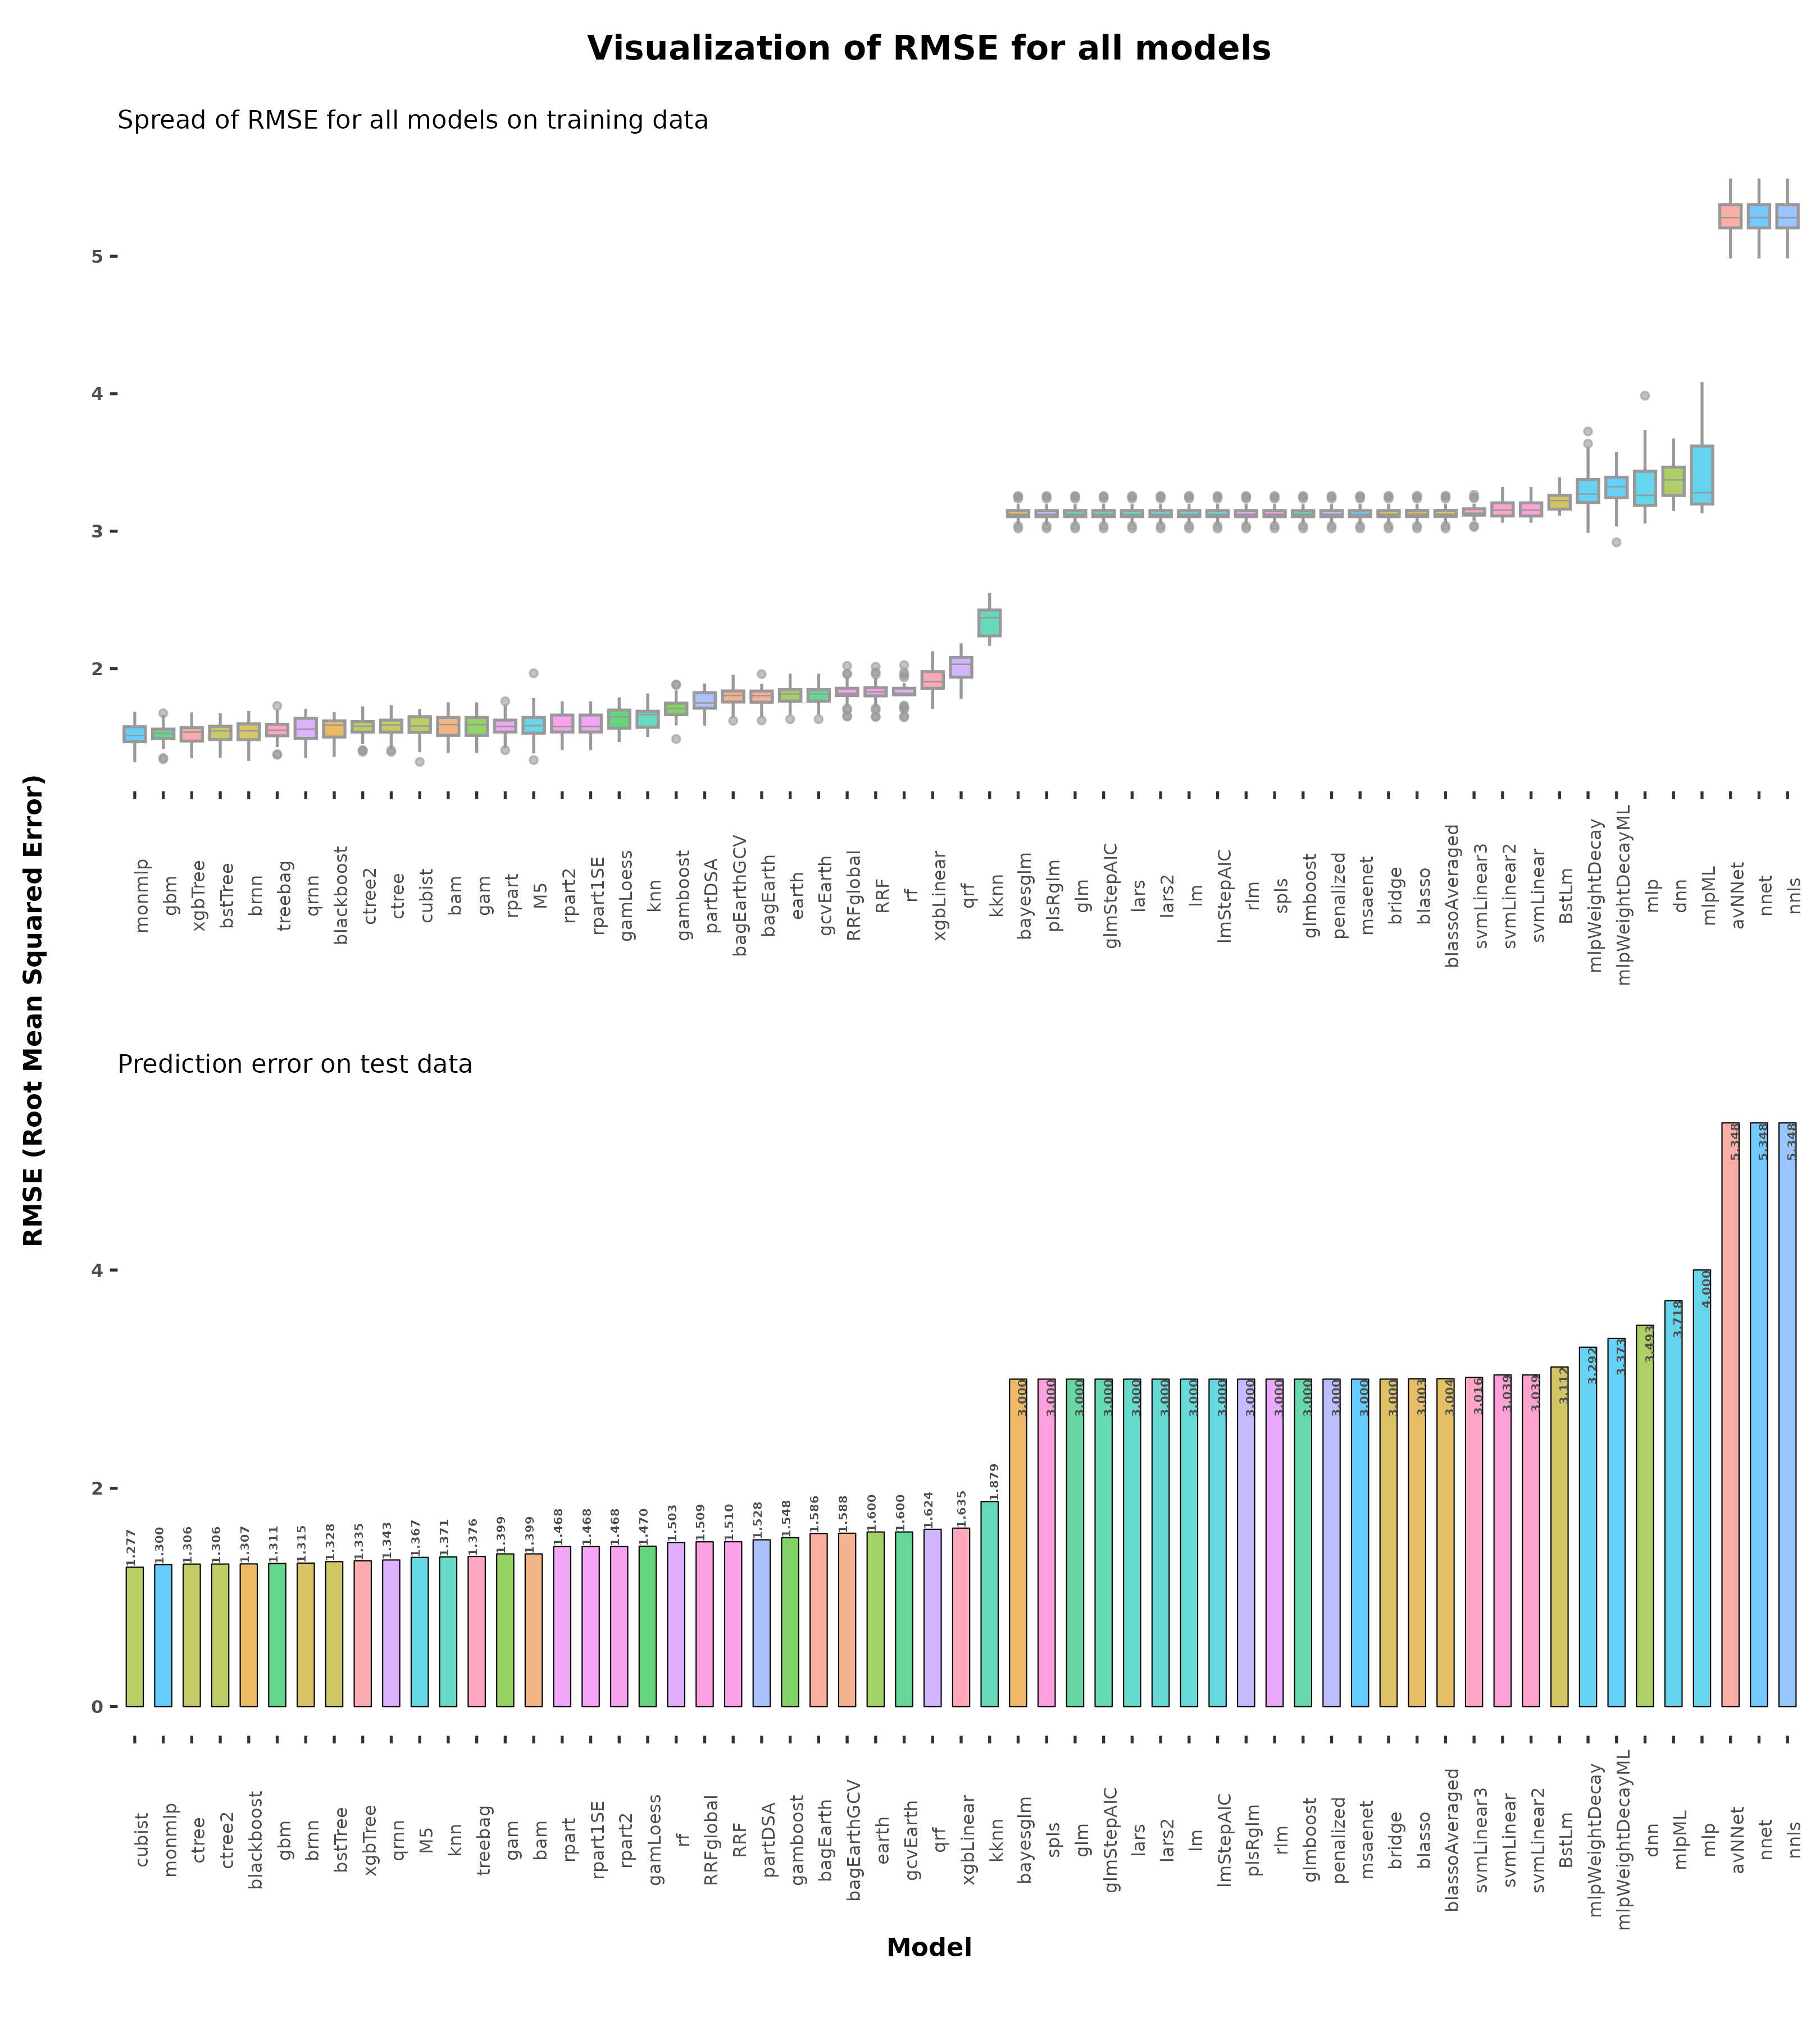 Visualization of RMSE for all models
Spread of RMSE for all models on training data
RMSE (Root Mean Squared Error)
5
4
3
2
monmlp
gbm
xgbTree
bstTree
brnn
treebag
qrnn
blackboost
ctree2
ctree
cubist
bam
gam
rpart
M5
rpart2
rpart1SE
gamLoess
knn
gamboost
partDSA
bagEarthGCV
bagEarth
earth
gcvEarth
RRFglobal
RRF
rf
xgbLinear
qrf
kknn
bayesglm
plsRglm
glm
glmStepAIC
lars
lars2
lm
lmStepAIC
rlm
spls
glmboost
penalized
msaenet
bridge
blasso
blassoAveraged
svmLinear3
svmLinear2
svmLinear
BstLm
mlpWeightDecay
mlpWeightDecayML
mlp
dnn
mlpML
avNNet
nnet
nnls
Prediction error on test data
4
2
0
1.277
1.300
1.306
1.306
1.307
1.311
1.315
1.328
1.335
1.343
1.367
1.371
1.376
1.399
1.399
1.468
1.468
1.468
1.470
1.503
1.509
1.510
1.528
1.548
1.586
1.588
1.600
1.600
1.624
1.635
1.879
3.000
3.000
3.000
3.000
3.000
3.000
3.000
3.000
3.000
3.000
3.000
3.000
3.000
3.000
3.003
3.004
3.016
3.039
3.039
3.112
3.292
3.373
3.493
3.718
4.000
5.348
5.348
5.348
cubist
monmlp
ctree
ctree2
blackboost
gbm
brnn
bstTree
xgbTree
qrnn
M5
knn
treebag
gam
bam
rpart
rpart1SE
rpart2
gamLoess
rf
RRFglobal
RRF
partDSA
gamboost
bagEarth
bagEarthGCV
earth
gcvEarth
qrf
xgbLinear
kknn
bayesglm
spls
glm
glmStepAIC
lars
lars2
lm
lmStepAIC
plsRglm
rlm
glmboost
penalized
msaenet
bridge
blasso
blassoAveraged
svmLinear3
svmLinear
svmLinear2
BstLm
mlpWeightDecay
mlpWeightDecayML
dnn
mlpML
mlp
avNNet
nnet
nnls
Model